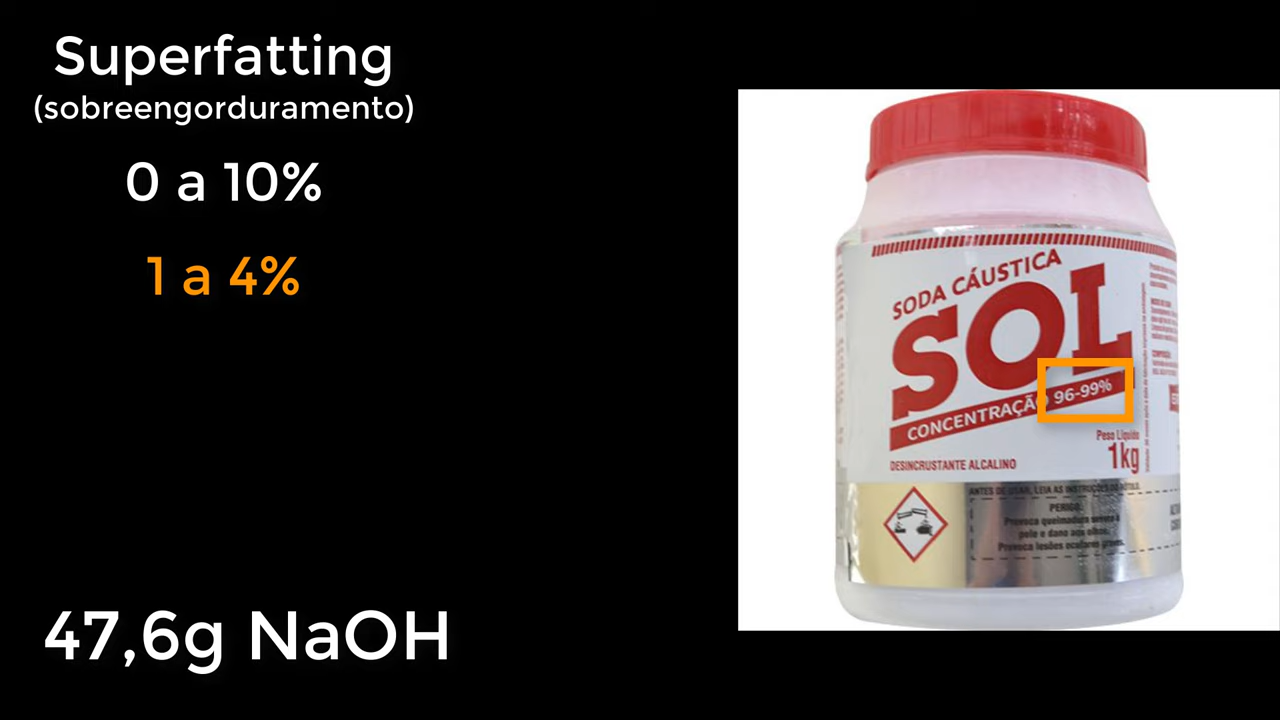 Superfatting
(sobreengorduramento)
0 a 10%
1 a 4%
47,6g NaOH
SODA CÁUSTICA
SOL
CONCENTRAÇÃO 96-99%
Peso Líquido
1kg
DESINCRUSTANTE ALCALINO
ANTES DE USAR, LEIA AS INSTRUÇÕES DO RÓTULO.
PERIGO:
Provoca queimadura severa à
pele e dano aos olhos.
Provoca lesões oculares graves.